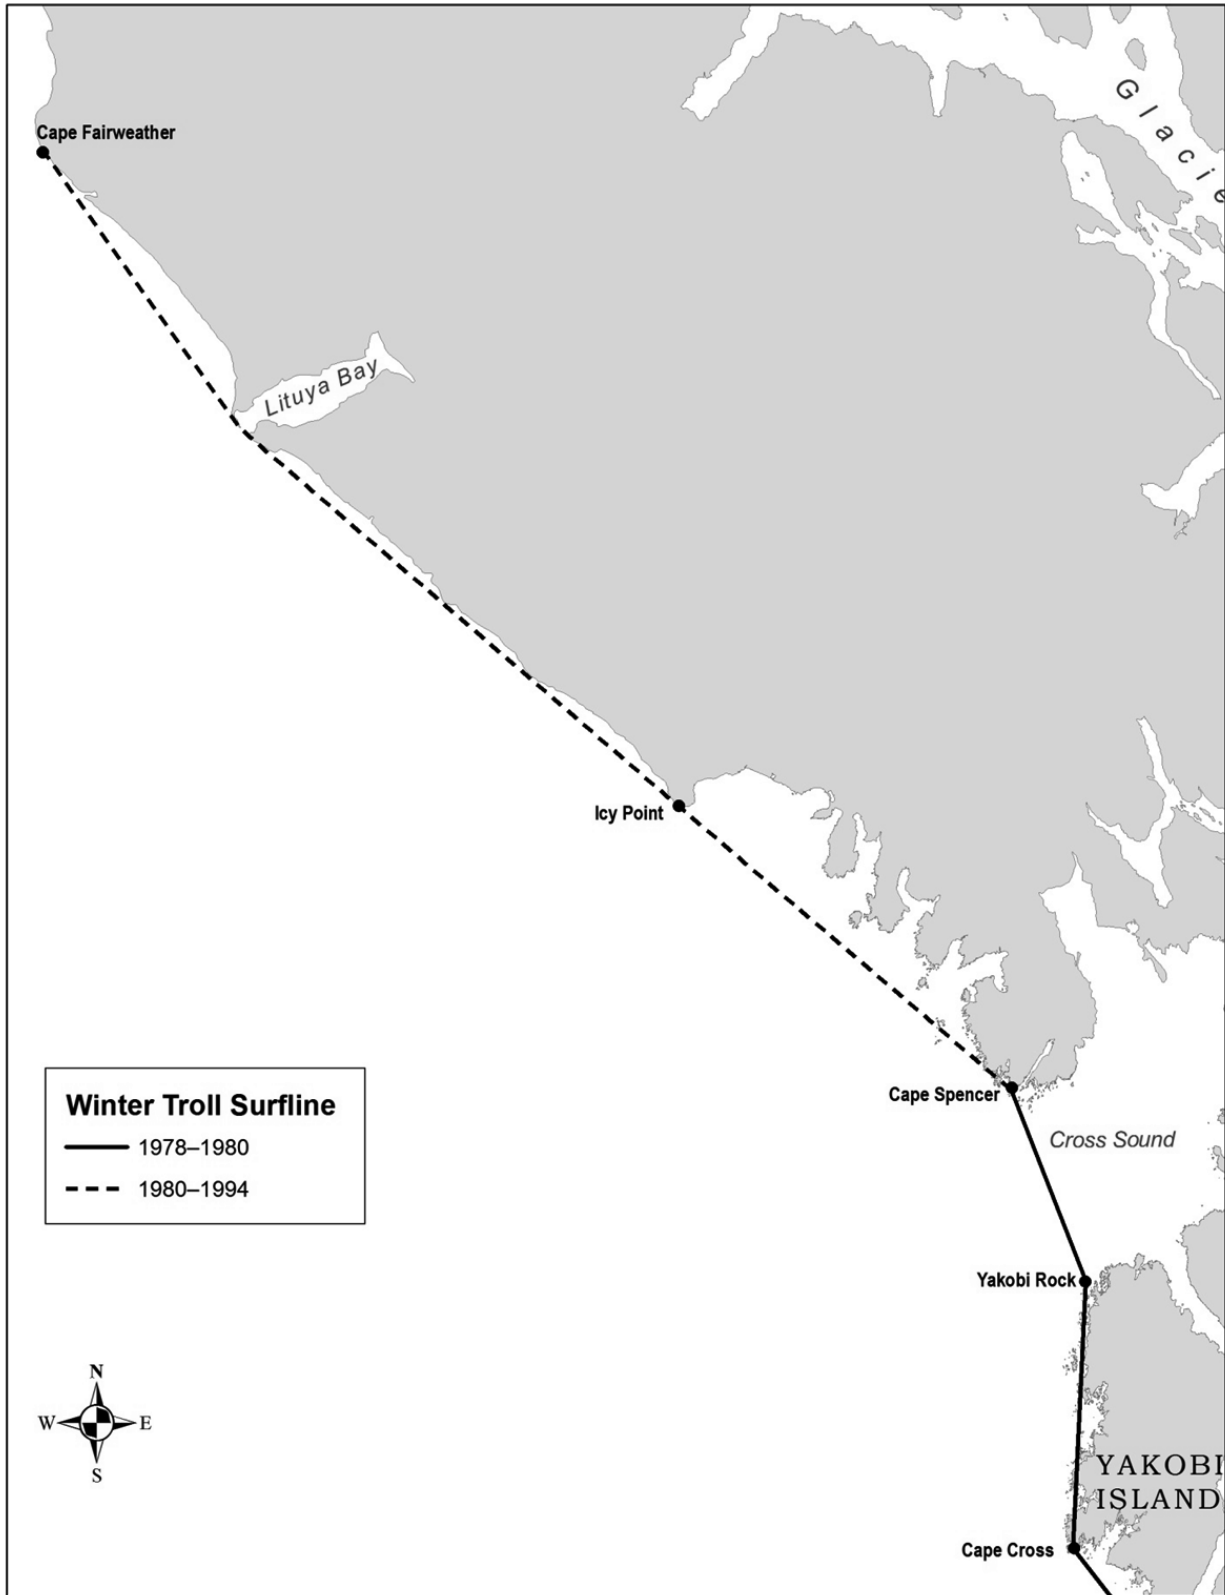 Glacie
Cape Fairweather
Lituya Bay
Icy Point
Cape Spencer
Winter Troll Surfline
1978–1980
1980–1994
Cross Sound
Yakobi Rock
N
W
E
S
YAKOBI
ISLAND
Cape Cross